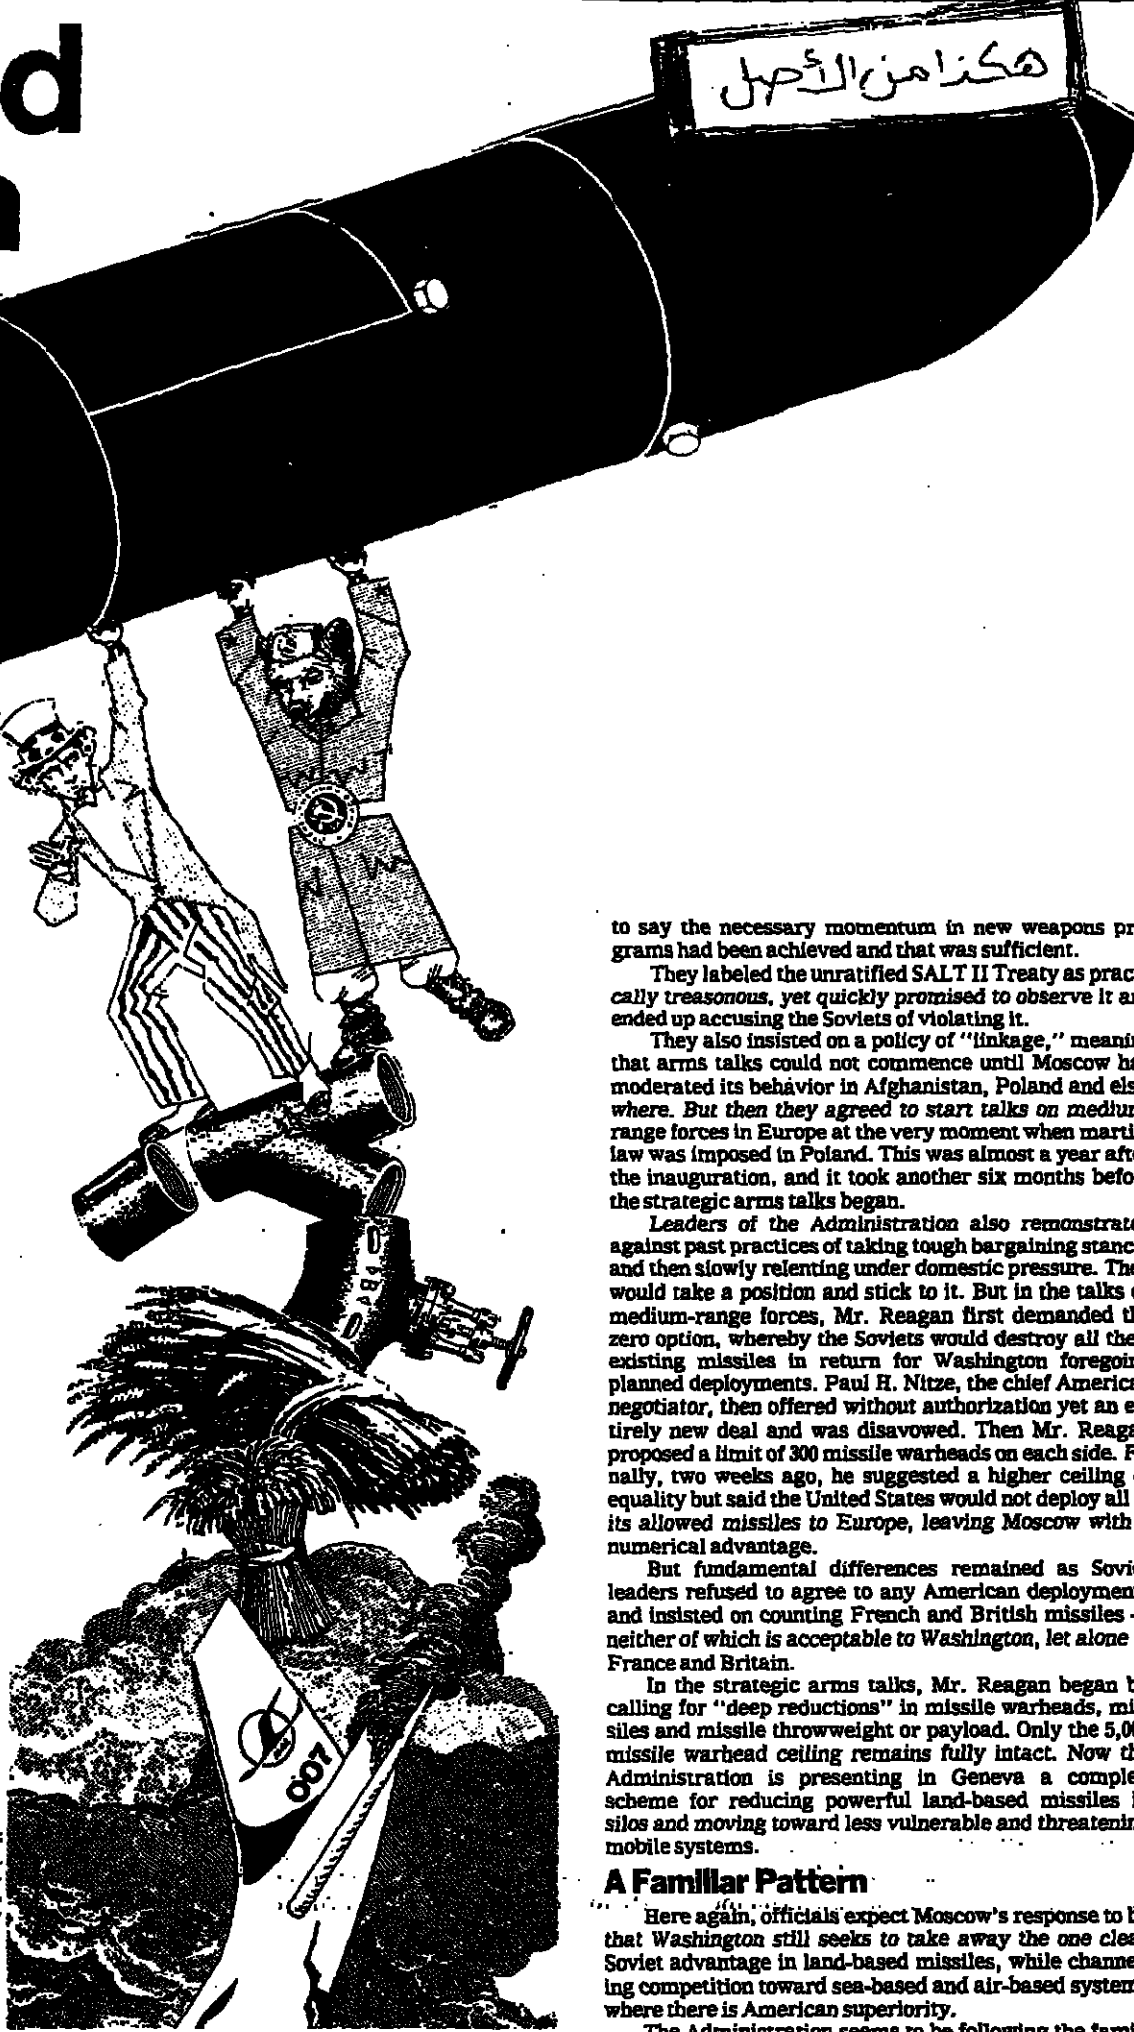 d
هكذا من الأصل
to say the necessary momentum in new weapons pr
grams had been achieved and that was sufficient.
They labeled the unratified SALT II Treaty as prac
cally treasonous, yet quickly promised to observe it a
ended up accusing the Soviets of violating it.
They also insisted on a policy of "linkage," meani
that arms talks could not commence until Moscow h
moderated its behavior in Afghanistan, Poland and els
where. But then they agreed to start talks on mediu
range forces in Europe at the very moment when marti
law was imposed in Poland. This was almost a year aft
the inauguration, and it took another six months befo
the strategic arms talks began.
Leaders of the Administration also remonstrat
against past practices of taking tough bargaining stanc
and then slowly relenting under domestic pressure. The
would take a position and stick to it. But in the talks
medium-range forces, Mr. Reagan first demanded t
zero option, whereby the Soviets would destroy all the
existing missiles in return for Washington foregoi
planned deployments. Paul H. Nitze, the chief America
negotiator, then offered without authorization yet an e
tirely new deal and was disavowed. Then Mr. Reaga
proposed a limit of 300 missile warheads on each side. F
nally, two weeks ago, he suggested a higher ceiling
equality but said the United States would not deploy all
its allowed missiles to Europe, leaving Moscow with
numerical advantage.
But fundamental differences remained as Sovi
leaders refused to agree to any American deploymen
and insisted on counting French and British missiles -
neither of which is acceptable to Washington, let alone
France and Britain.
In the strategic arms talks, Mr. Reagan began b
calling for "deep reductions" in missile warheads, mi
siles and missile throwweight or payload. Only the 5,00
missile warhead ceiling remains fully intact. Now th
Administration is presenting in Geneva a comple
scheme for reducing powerful land-based missiles i
silos and moving toward less vulnerable and threateni
mobile systems.
007
A Familiar Pattern
Here again, officials expect Moscow's response to b
that Washington still seeks to take away the one clea
Soviet advantage in land-based missiles, while channe
ing competition toward sea-based and air-based system
where there is American superiority.
The Administration seems to be following the fami